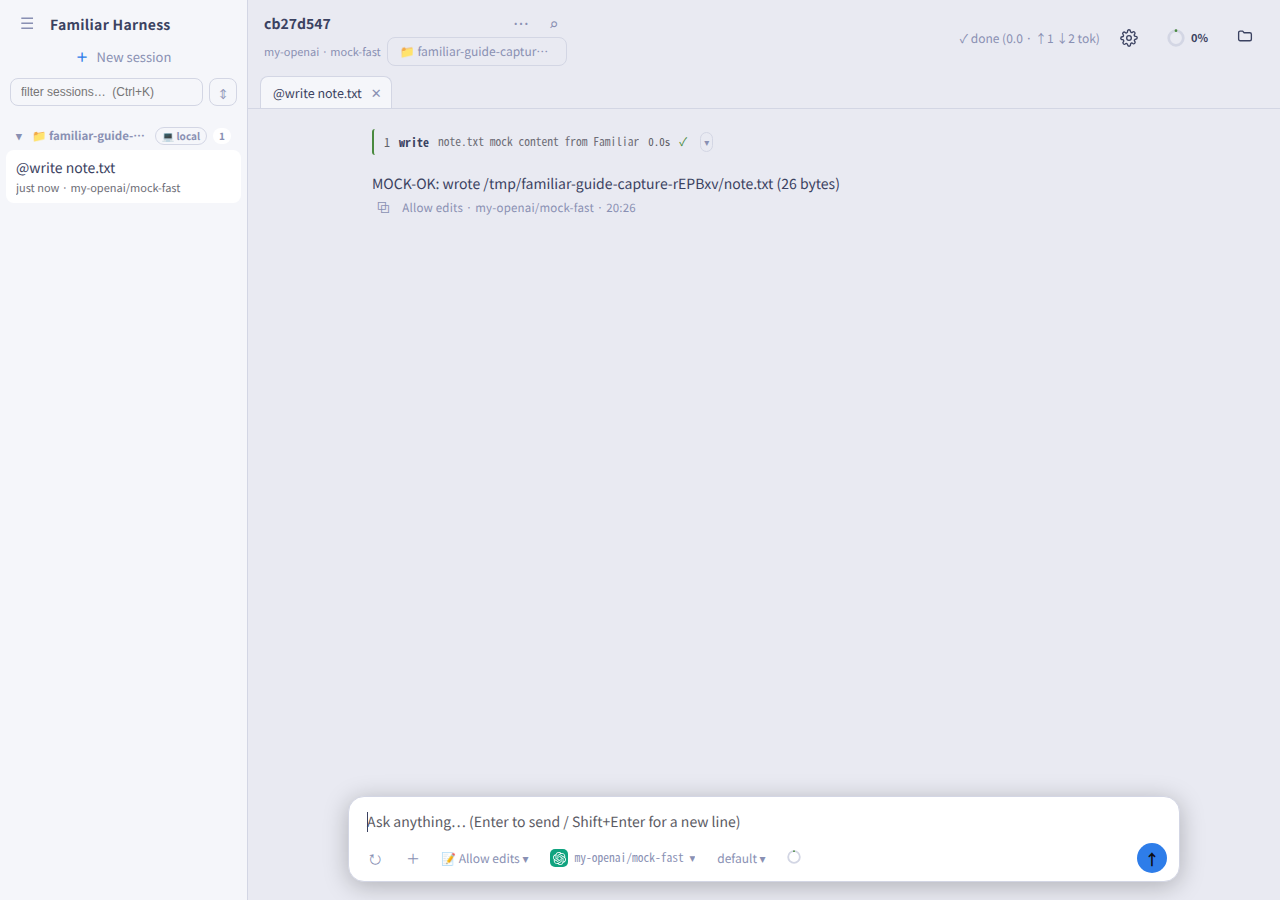 Familiar Harness
+ New session
filter sessions… (Ctrl+K)
familiar-guide-··· local 1
@write note.txt
just now · my-openai/mock-fast
cb27d547
my-openai · mock-fast familiar-guide-captur···
✓ done (0.0 · ↑1 ↓2 tok) 0%
@write note.txt ×
1 write note.txt mock content from Familiar 0.0s ✓
MOCK-OK: wrote /tmp/familiar-guide-capture-rEPBxv/note.txt (26 bytes)
Allow edits · my-openai/mock-fast · 20:26
Ask anything… (Enter to send / Shift+Enter for a new line)
Allow edits ▾ my-openai/mock-fast ▾ default ▾